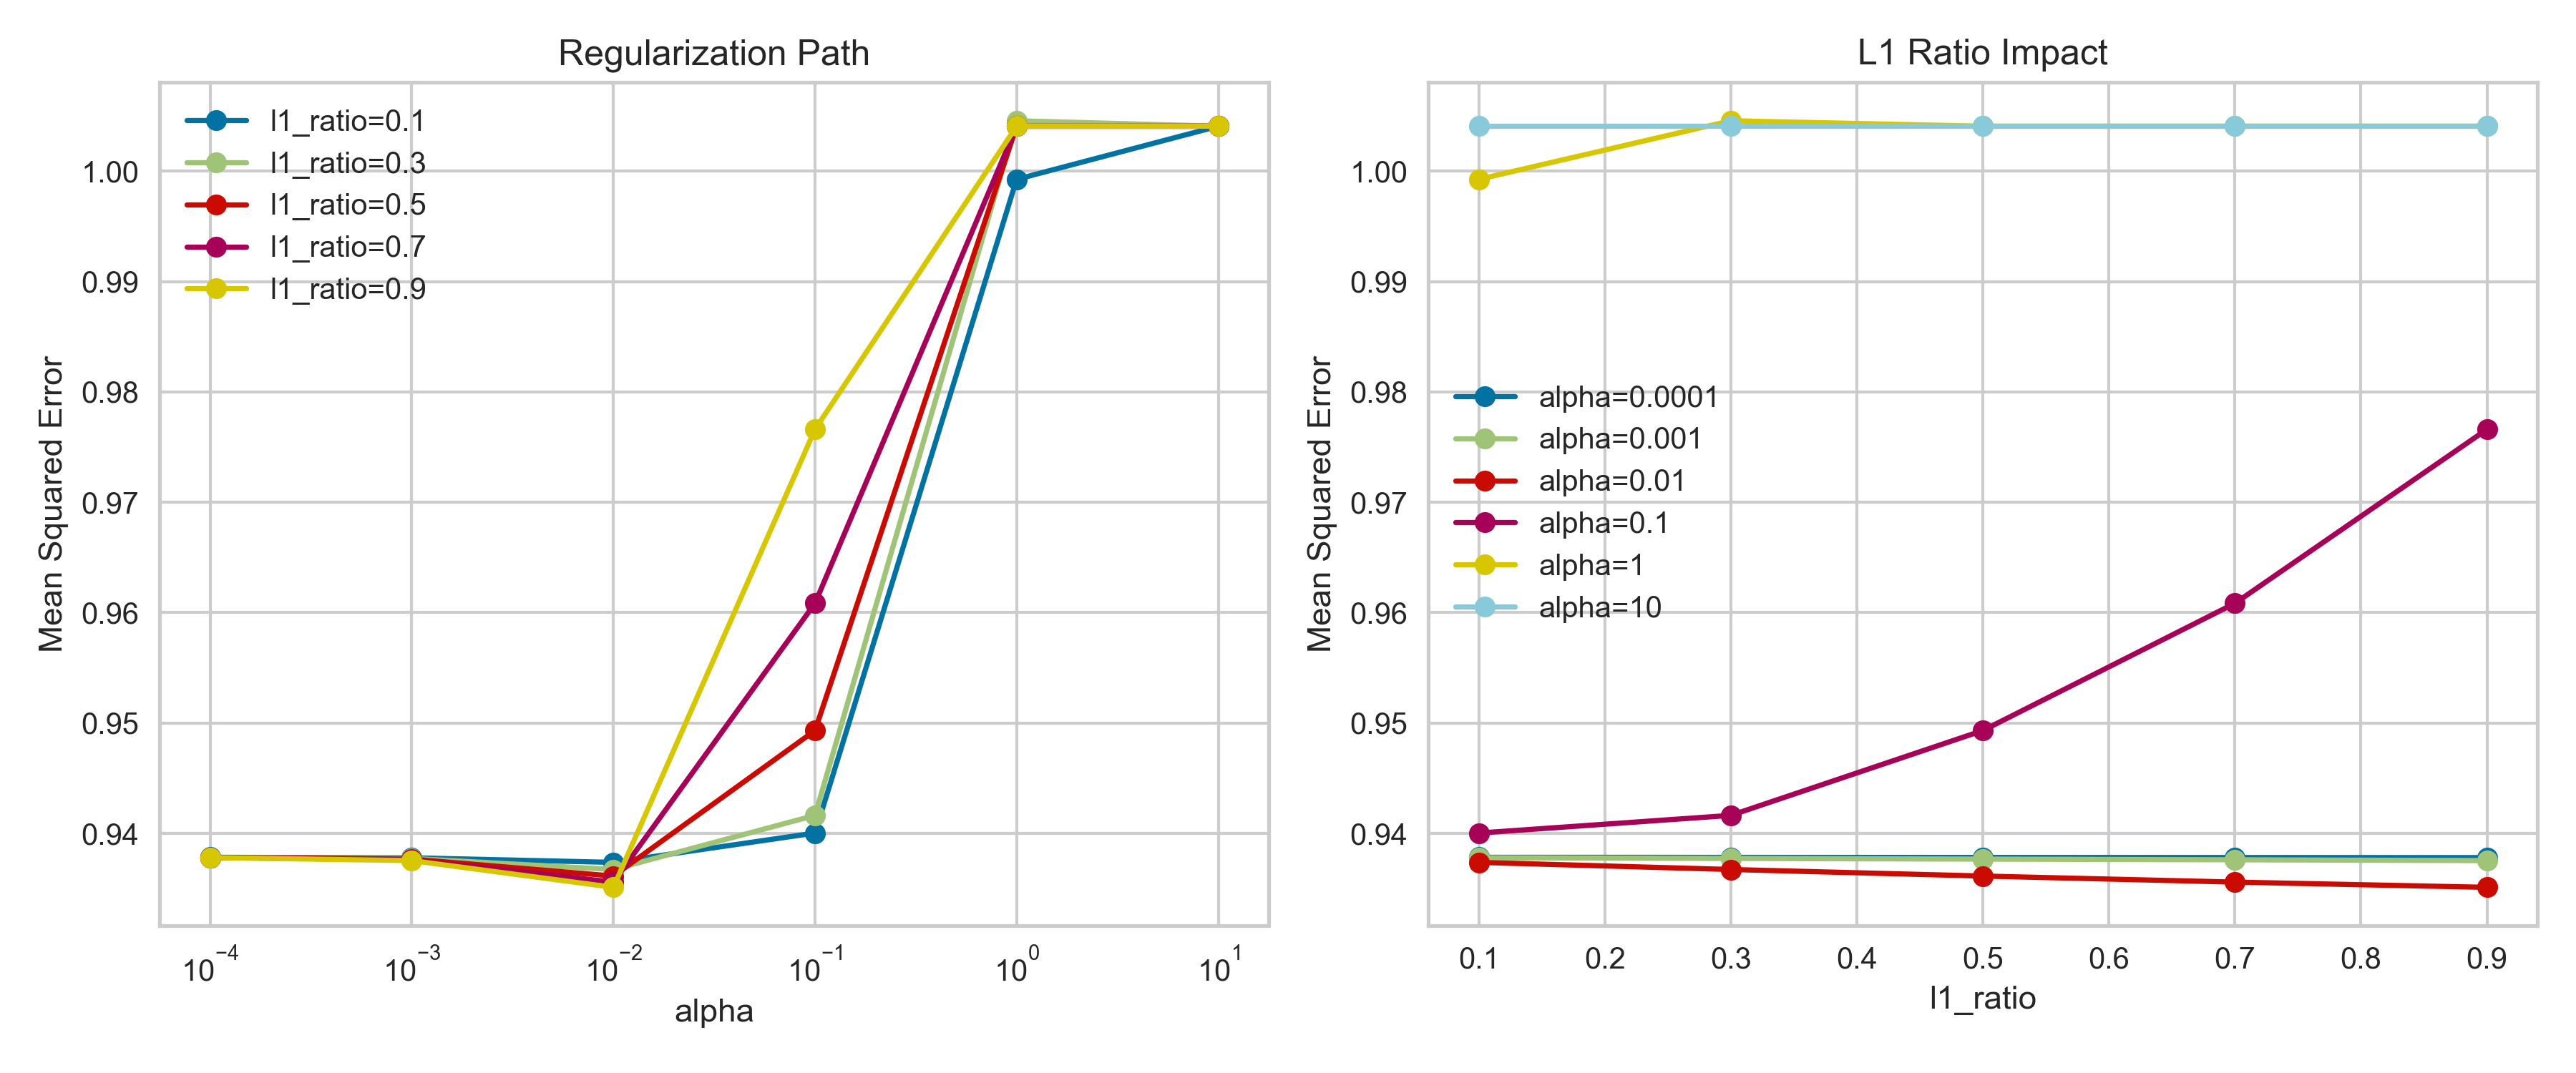 Regularization Path
l1_ratio=0.1
l1_ratio=0.3
l1_ratio=0.5
l1_ratio=0.7
l1_ratio=0.9
Mean Squared Error
1.00
0.99
0.98
0.97
0.96
0.95
0.94
10⁻⁴ 10⁻³ 10⁻² 10⁻¹ 10⁰ 10¹
alpha
L1 Ratio Impact
alpha=0.0001
alpha=0.001
alpha=0.01
alpha=0.1
alpha=1
alpha=10
Mean Squared Error
1.00
0.99
0.98
0.97
0.96
0.95
0.94
0.1 0.2 0.3 0.4 0.5 0.6 0.7 0.8 0.9
l1_ratio